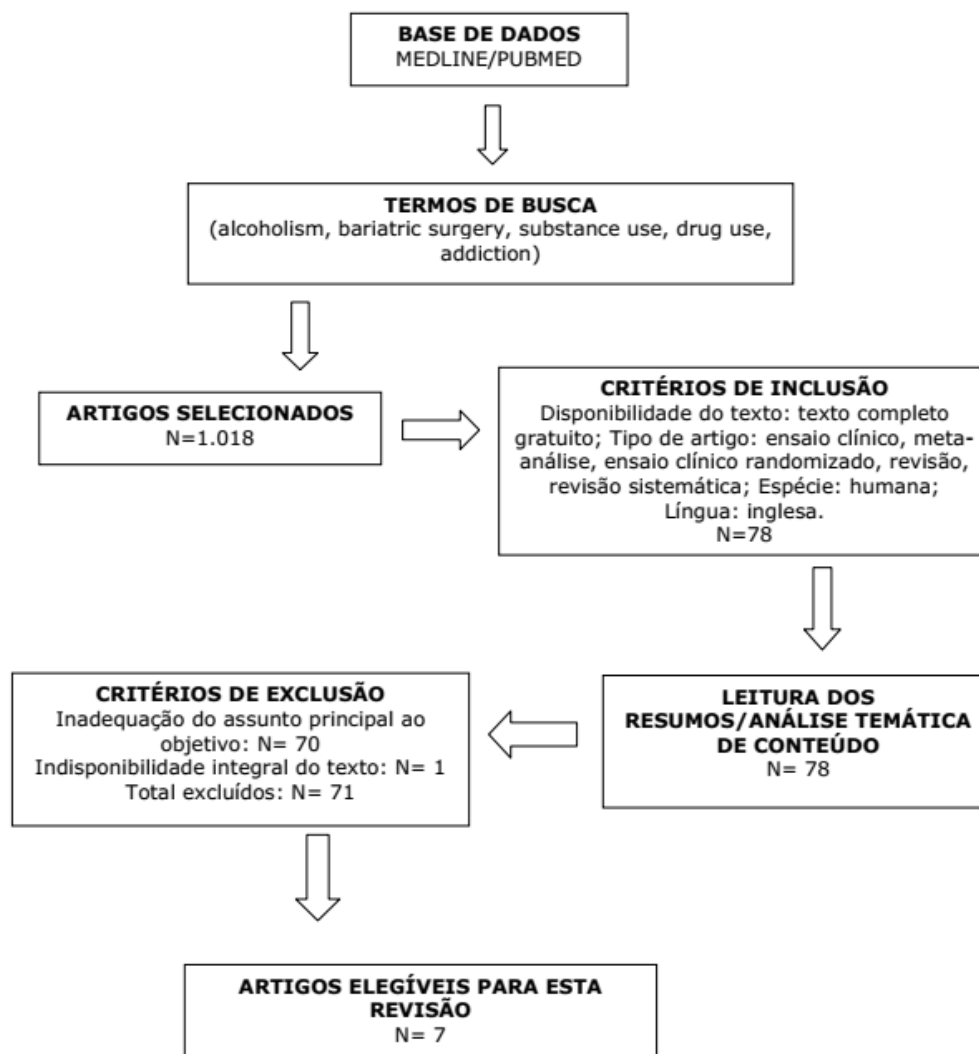 BASE DE DADOS
MEDLINE/PUBMED
TERMOS DE BUSCA
(alcoholism, bariatric surgery, substance use, drug use,
addiction)
ARTIGOS SELECIONADOS
N=1.018
CRITÉRIOS DE INCLUSÃO
Disponibilidade do texto: texto completo
gratuito; Tipo de artigo: ensaio clínico, meta-
análise, ensaio clínico randomizado, revisão,
revisão sistemática; Espécie: humana;
Língua: inglesa.
N=78
LEITURA DOS
RESUMOS/ANÁLISE TEMÁTICA
DE CONTEÚDO
N= 78
CRITÉRIOS DE EXCLUSÃO
Inadequação do assunto principal ao
objetivo: N= 70
Indisponibilidade integral do texto: N= 1
Total excluídos: N= 71
ARTIGOS ELEGÍVEIS PARA ESTA
REVISÃO
N= 7